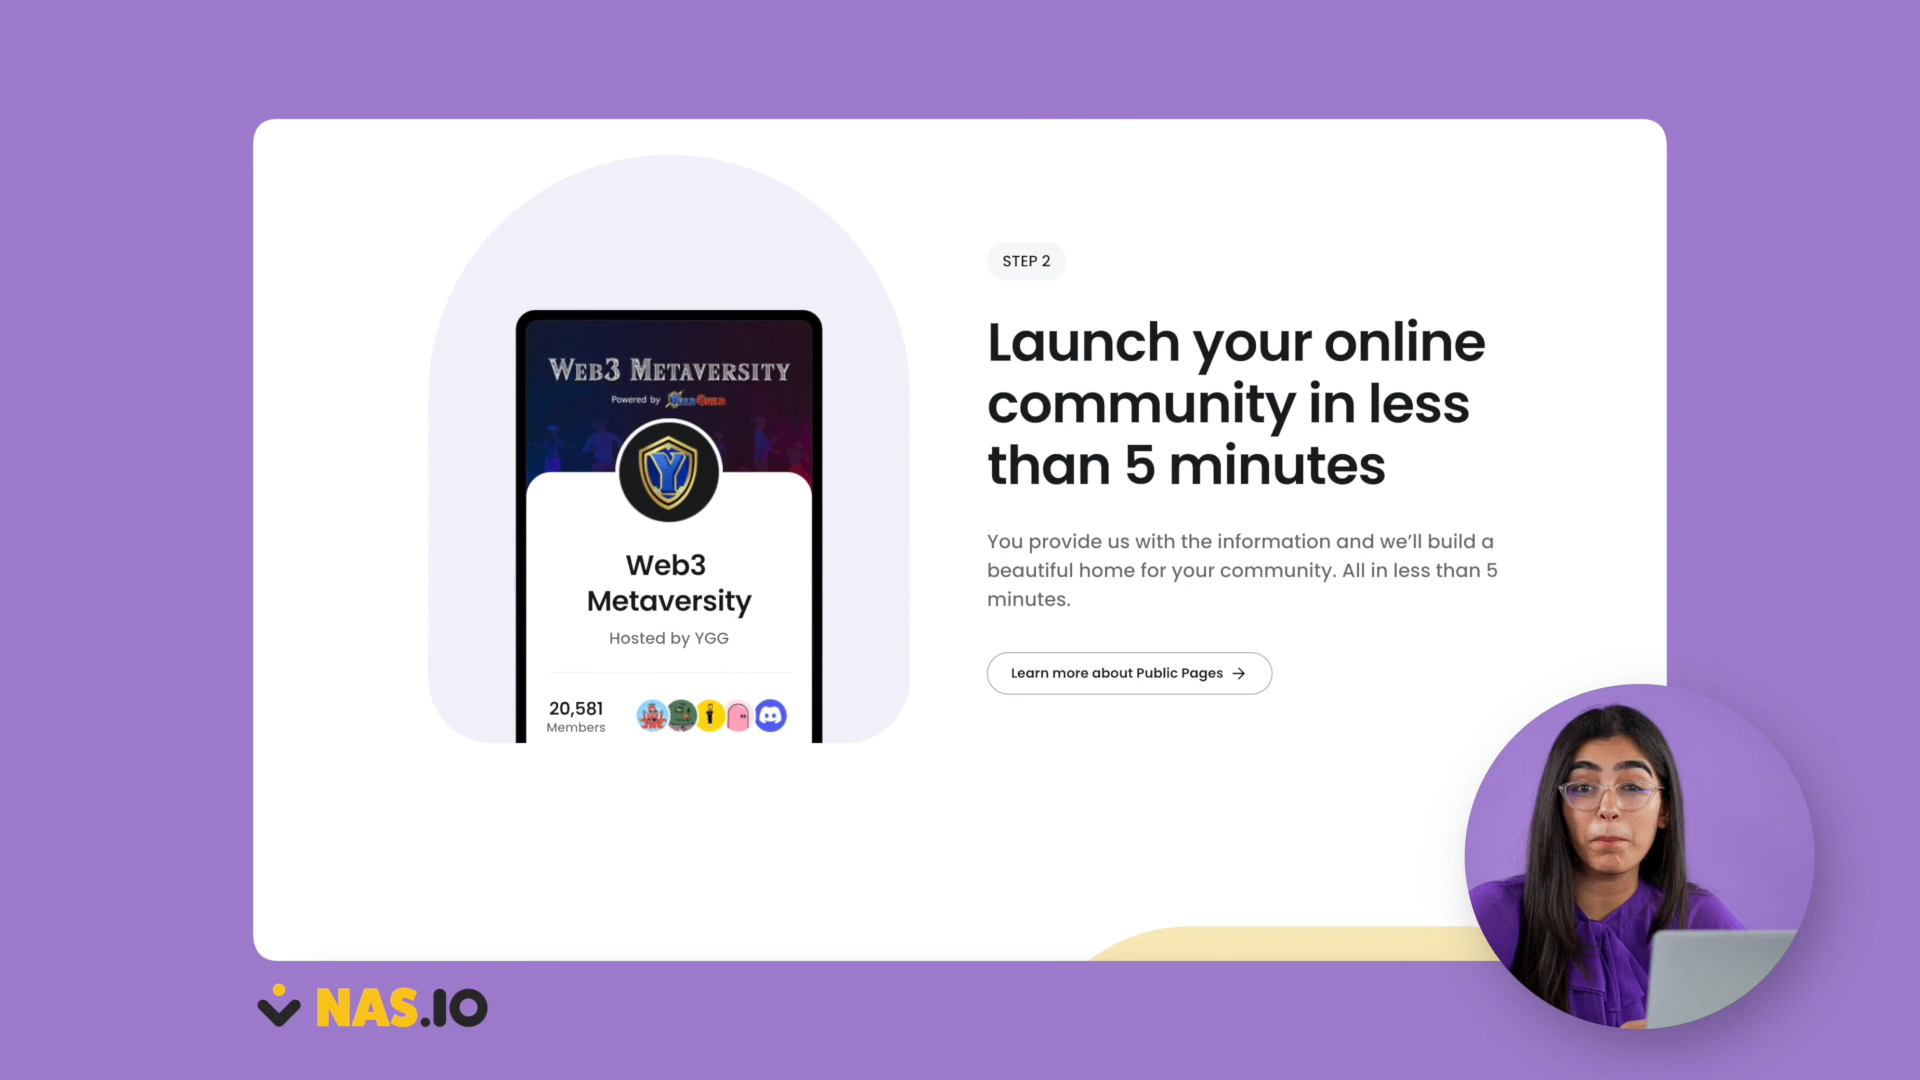 WEB3 METAVERSITY
Powered by
Y
Web3
Metaversity
Hosted by YGG
20,581
Members
STEP 2
Launch your online
community in less
than 5 minutes
You provide us with the information and we’ll build a
beautiful home for your community. All in less than 5
minutes.
Learn more about Public Pages →
NAS.IO